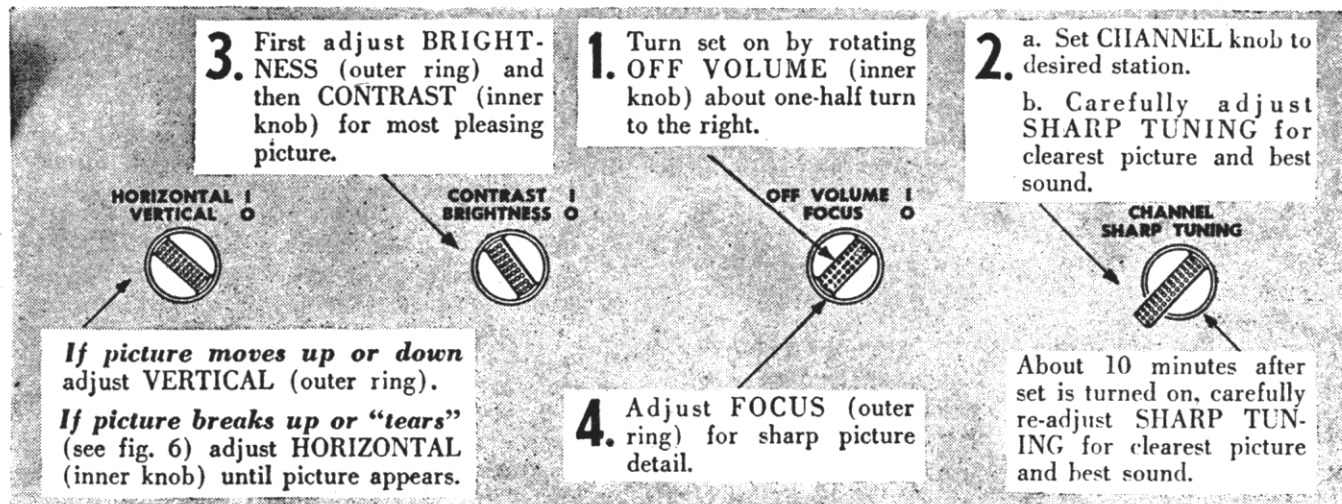 3. First adjust BRIGHT-
NESS (outer ring) and
then CONTRAST (inner
knob) for most pleasing
picture.
1. Turn set on by rotating
OFF VOLUME (inner
knob) about one-half turn
to the right.
2. a. Set CHANNEL knob to
desired station.
b. Carefully adjust
SHARP TUNING for
clearest picture and best
sound.
HORIZONTAL I
VERTICAL O
CONTRAST I
BRIGHTNESS O
OFF VOLUME I
FOCUS O
CHANNEL
SHARP TUNING
If picture moves up or down
adjust VERTICAL (outer ring).
If picture breaks up or “tears”
(see fig. 6) adjust HORIZONTAL
(inner knob) until picture appears.
4. Adjust FOCUS (outer
ring) for sharp picture
detail.
About 10 minutes after
set is turned on, carefully
re-adjust SHARP TUN-
ING for clearest picture
and best sound.